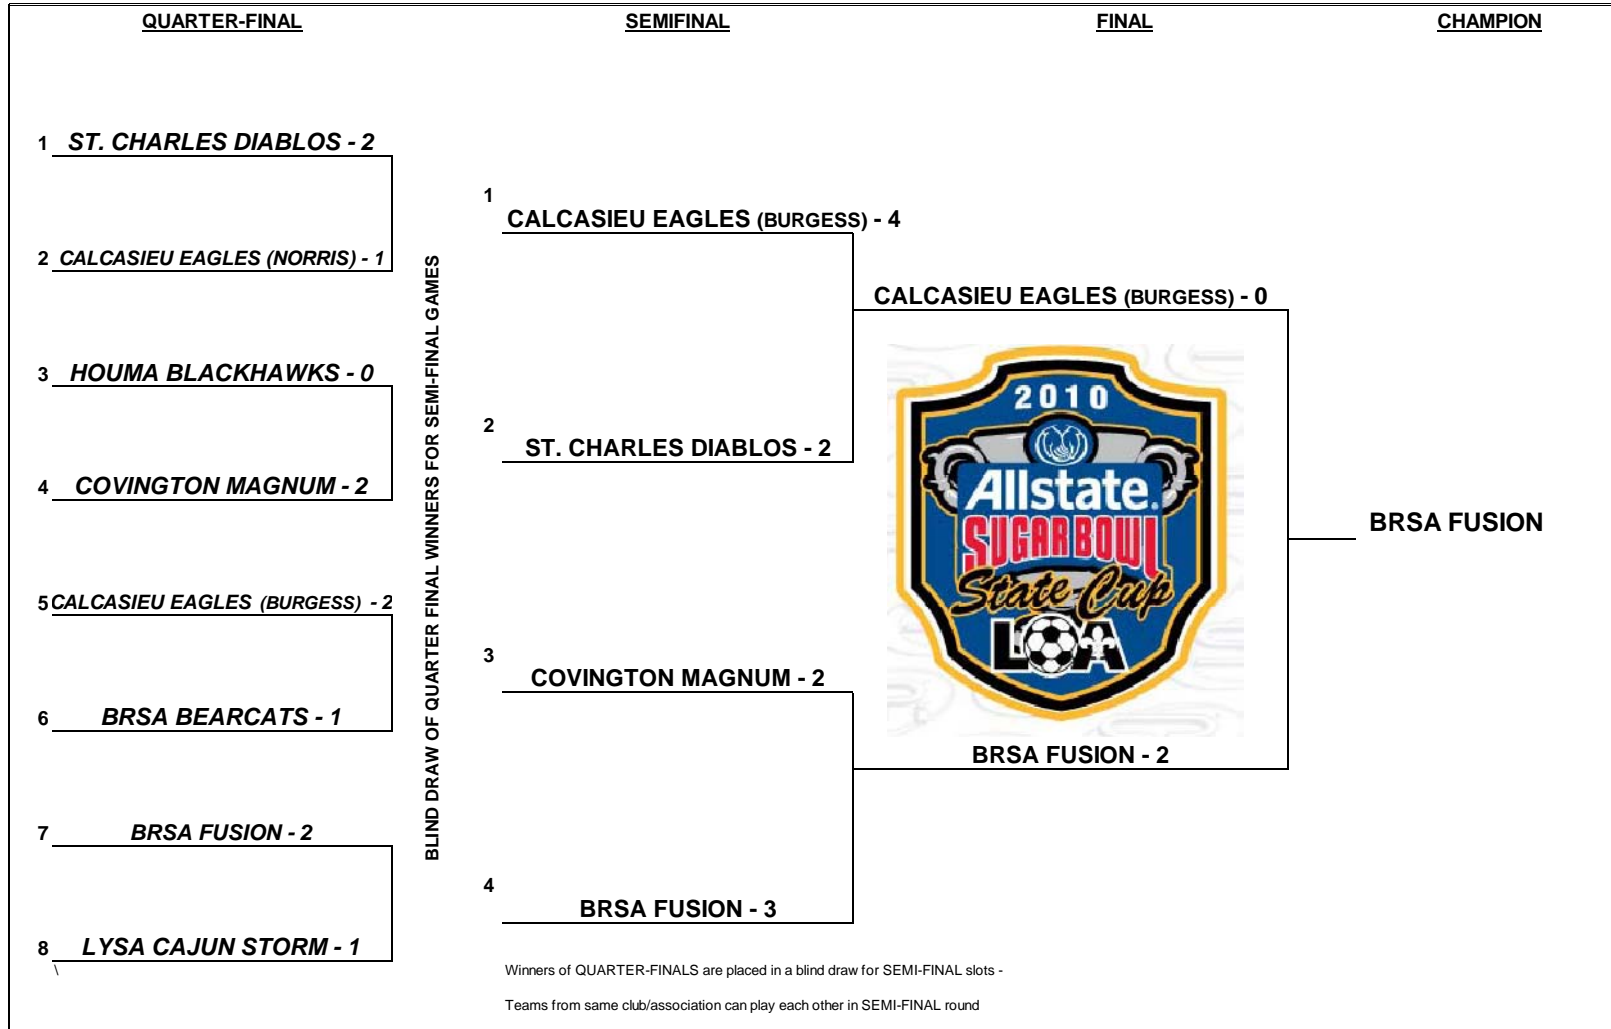 QUARTER-FINAL SEMIFINAL FINAL CHAMPION
1 ST. CHARLES DIABLOS - 2
2 CALCASIEU EAGLES (NORRIS) - 1
3 HOUMA BLACKHAWKS - 0
4 COVINGTON MAGNUM - 2
5 CALCASIEU EAGLES (BURGESS) - 2
6 BRSA BEARCATS - 1
7 BRSA FUSION - 2
8 LYSA CAJUN STORM - 1
\
BLIND DRAW OF QUARTER FINAL WINNERS FOR SEMI-FINAL GAMES
1
CALCASIEU EAGLES (BURGESS) - 4
2
ST. CHARLES DIABLOS - 2
3
COVINGTON MAGNUM - 2
4
BRSA FUSION - 3
CALCASIEU EAGLES (BURGESS) - 0
2010
Allstate.
SUGAR BOWL
State Cup
LSA
BRSA FUSION - 2
BRSA FUSION
Winners of QUARTER-FINALS are placed in a blind draw for SEMI-FINAL slots -
Teams from same club/association can play each other in SEMI-FINAL round